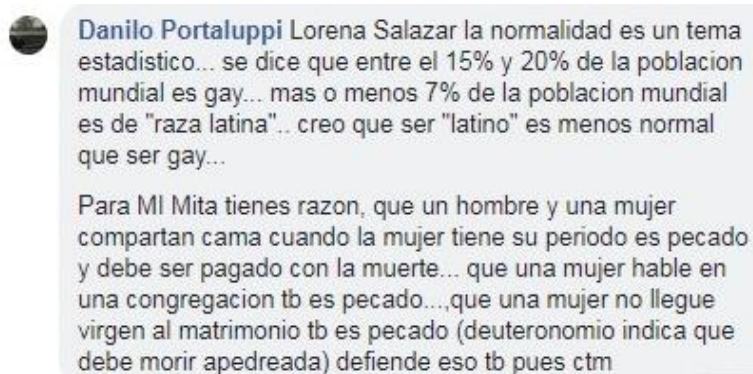 Danilo Portaluppi Lorena Salazar la normalidad es un tema
estadistico... se dice que entre el 15% y 20% de la poblacion
mundial es gay... mas o menos 7% de la poblacion mundial
es de "raza latina".. creo que ser "latino" es menos normal
que ser gay...
Para MI Mita tienes razon, que un hombre y una mujer
compartan cama cuando la mujer tiene su periodo es pecado
y debe ser pagado con la muerte... que una mujer hable en
una congregacion tb es pecado...,que una mujer no llegue
virgen al matrimonio tb es pecado (deuteronomio indica que
debe morir apedreada) defiende eso tb pues ctm